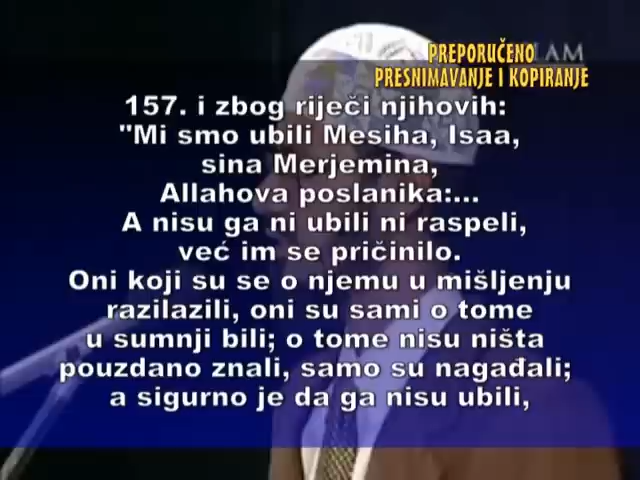 PREPORUČENO
PRESNIMAVANJE I KOPIRANJE
157. i zbog riječi njihovih:
"Mi smo ubili Mesiha, Isaa,
sina Merjemina,
Allahova poslanika:...
A nisu ga ni ubili ni raspeli,
već im se pričinilo.
Oni koji su se o njemu u mišljenju
razilazili, oni su sami o tome
u sumnji bili; o tome nisu ništa
pouzdano znali, samo su nagađali;
a sigurno je da ga nisu ubili,